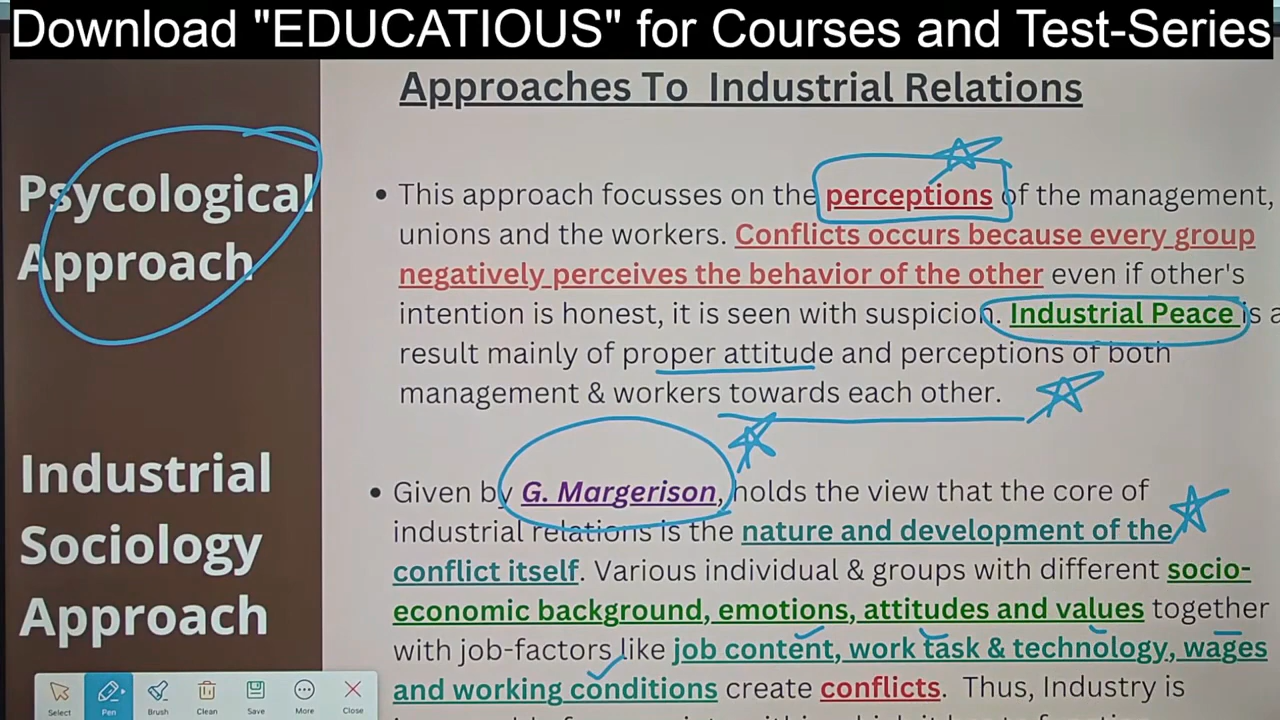 Download "EDUCATIOUS" for Courses and Test-Series
Approaches To Industrial Relations
Psycological
Approach
• This approach focusses on the perceptions of the management,
unions and the workers. Conflicts occurs because every group
negatively perceives the behavior of the other even if other's
intention is honest, it is seen with suspicion. Industrial Peace is a
result mainly of proper attitude and perceptions of both
management & workers towards each other.
Industrial
Sociology
Approach
• Given by G. Margerison, holds the view that the core of
industrial relations is the nature and development of the
conflict itself. Various individual & groups with different socio-
economic background, emotions, attitudes and values together
with job-factors like job content, work task & technology, wages
and working conditions create conflicts. Thus, Industry is
Select Pen Brush Clean Save More Close